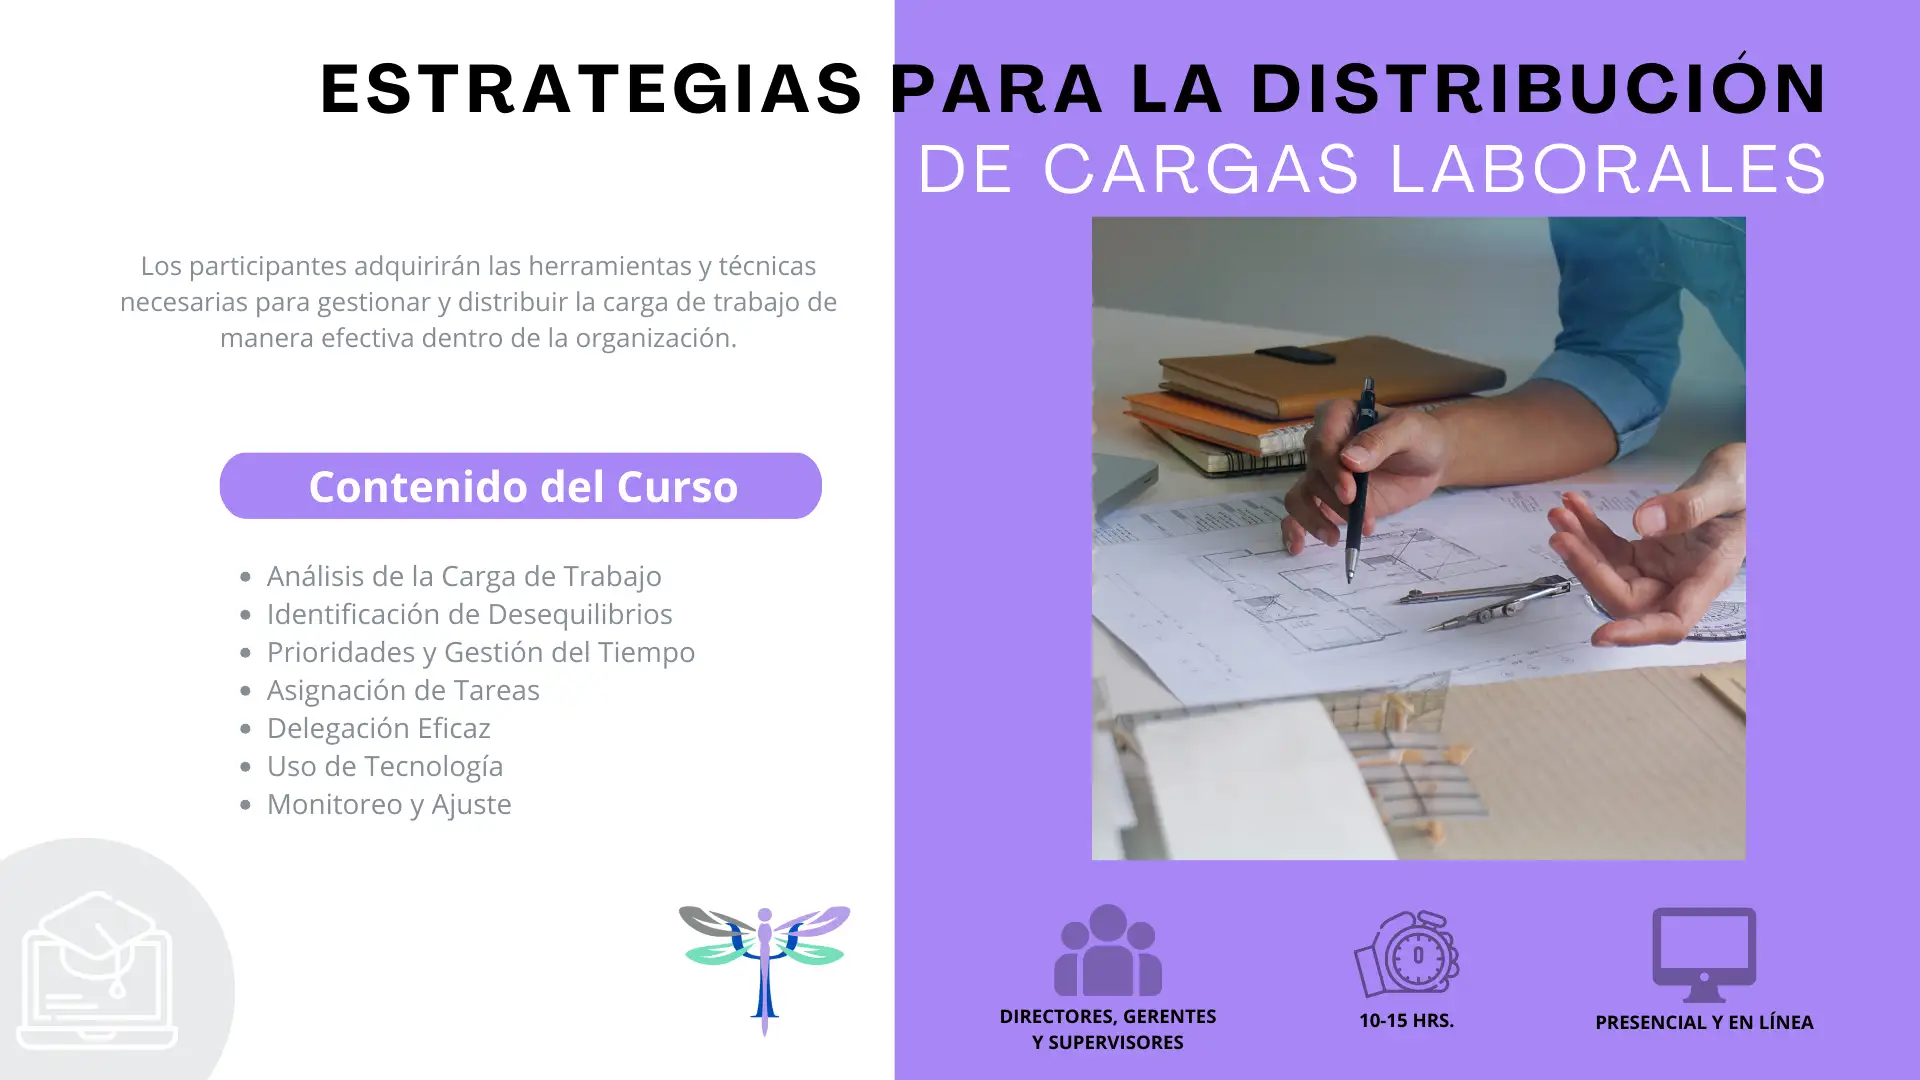 ESTRATEGIAS PARA LA DISTRIBUCIÓN
DE CARGAS LABORALES
Los participantes adquirirán las herramientas y técnicas
necesarias para gestionar y distribuir la carga de trabajo de
manera efectiva dentro de la organización.
Contenido del Curso
• Análisis de la Carga de Trabajo
• Identificación de Desequilibrios
• Prioridades y Gestión del Tiempo
• Asignación de Tareas
• Delegación Eficaz
• Uso de Tecnología
• Monitoreo y Ajuste
DIRECTORES, GERENTES
Y SUPERVISORES
10-15 HRS.
PRESENCIAL Y EN LÍNEA